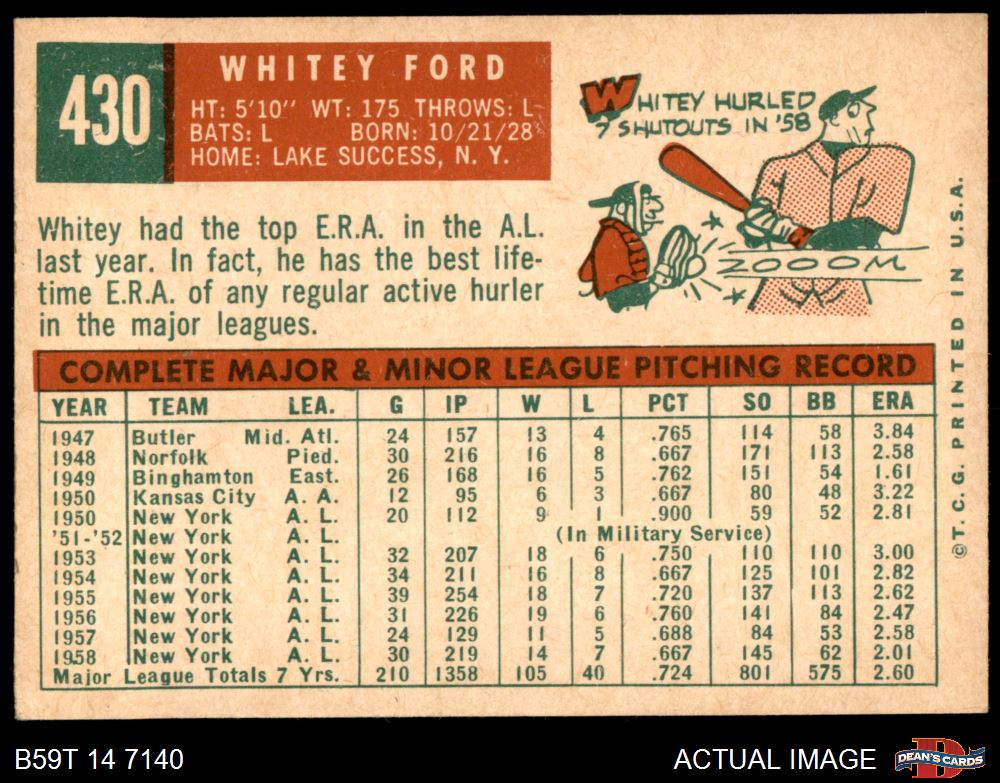 430
WHITEY FORD
HT: 5'10" WT: 175 THROWS: L
BATS: L BORN: 10/21/28
HOME: LAKE SUCCESS, N. Y.
WHITEY HURLED
7 SHUTOUTS IN '58
ZOOOM
Whitey had the top E.R.A. in the A.L.
last year. In fact, he has the best life-
time E.R.A. of any regular active hurler
in the major leagues.
COMPLETE MAJOR & MINOR LEAGUE PITCHING RECORD
YEAR TEAM LEA. G IP W L PCT SO BB ERA
1947 Butler Mid. Atl. 24 157 13 4 .765 114 58 3.84
1948 Norfolk Pied. 30 216 16 8 .667 171 113 2.58
1949 Binghamton East. 26 168 16 5 .762 151 54 1.61
1950 Kansas City A. A. 12 95 6 3 .667 80 48 3.22
1950 New York A. L. 20 112 9 1 .900 59 52 2.81
'51-'52 New York A. L. (In Military Service)
1953 New York A. L. 32 207 18 6 .750 110 110 3.00
1954 New York A. L. 34 211 16 8 .667 125 101 2.82
1955 New York A. L. 39 254 18 7 .720 137 113 2.62
1956 New York A. L. 31 226 19 6 .760 141 84 2.47
1957 New York A. L. 24 129 11 5 .688 84 53 2.58
1958 New York A. L. 30 219 14 7 .667 145 62 2.01
Major League Totals 7 Yrs. 210 1358 105 40 .724 801 575 2.60
© T. C. G. PRINTED IN U.S.A.
B59T 14 7140
ACTUAL IMAGE
D
DEAN'S CARDS